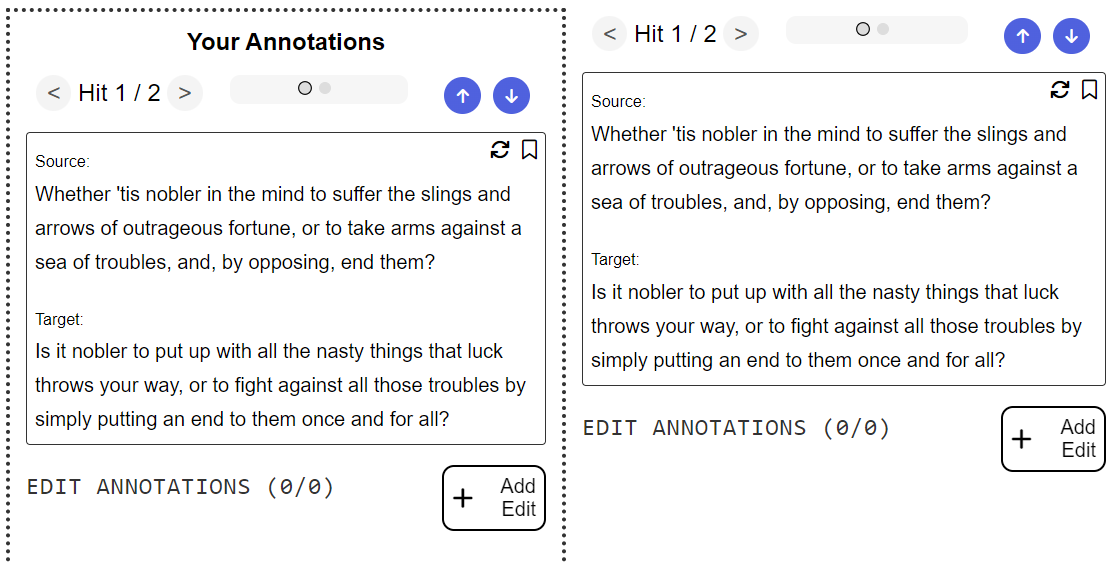 Your Annotations
< Hit 1 / 2 >
Source:
Whether 'tis nobler in the mind to suffer the slings and
arrows of outrageous fortune, or to take arms against a
sea of troubles, and, by opposing, end them?
Target:
Is it nobler to put up with all the nasty things that luck
throws your way, or to fight against all those troubles by
simply putting an end to them once and for all?
EDIT ANNOTATIONS (0/0)
+ Add
Edit
< Hit 1 / 2 >
Source:
Whether 'tis nobler in the mind to suffer the slings and
arrows of outrageous fortune, or to take arms against a
sea of troubles, and, by opposing, end them?
Target:
Is it nobler to put up with all the nasty things that luck
throws your way, or to fight against all those troubles by
simply putting an end to them once and for all?
EDIT ANNOTATIONS (0/0)
+ Add
Edit